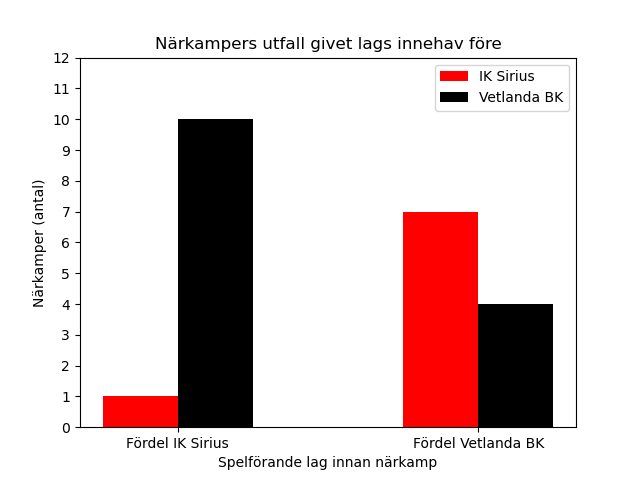 Närkampers utfall givet lags innehav före
IK Sirius
Vetlanda BK
Närkamper (antal)
12
11
10
9
8
7
6
5
4
3
2
1
0
Fördel IK Sirius
Fördel Vetlanda BK
Spelförande lag innan närkamp